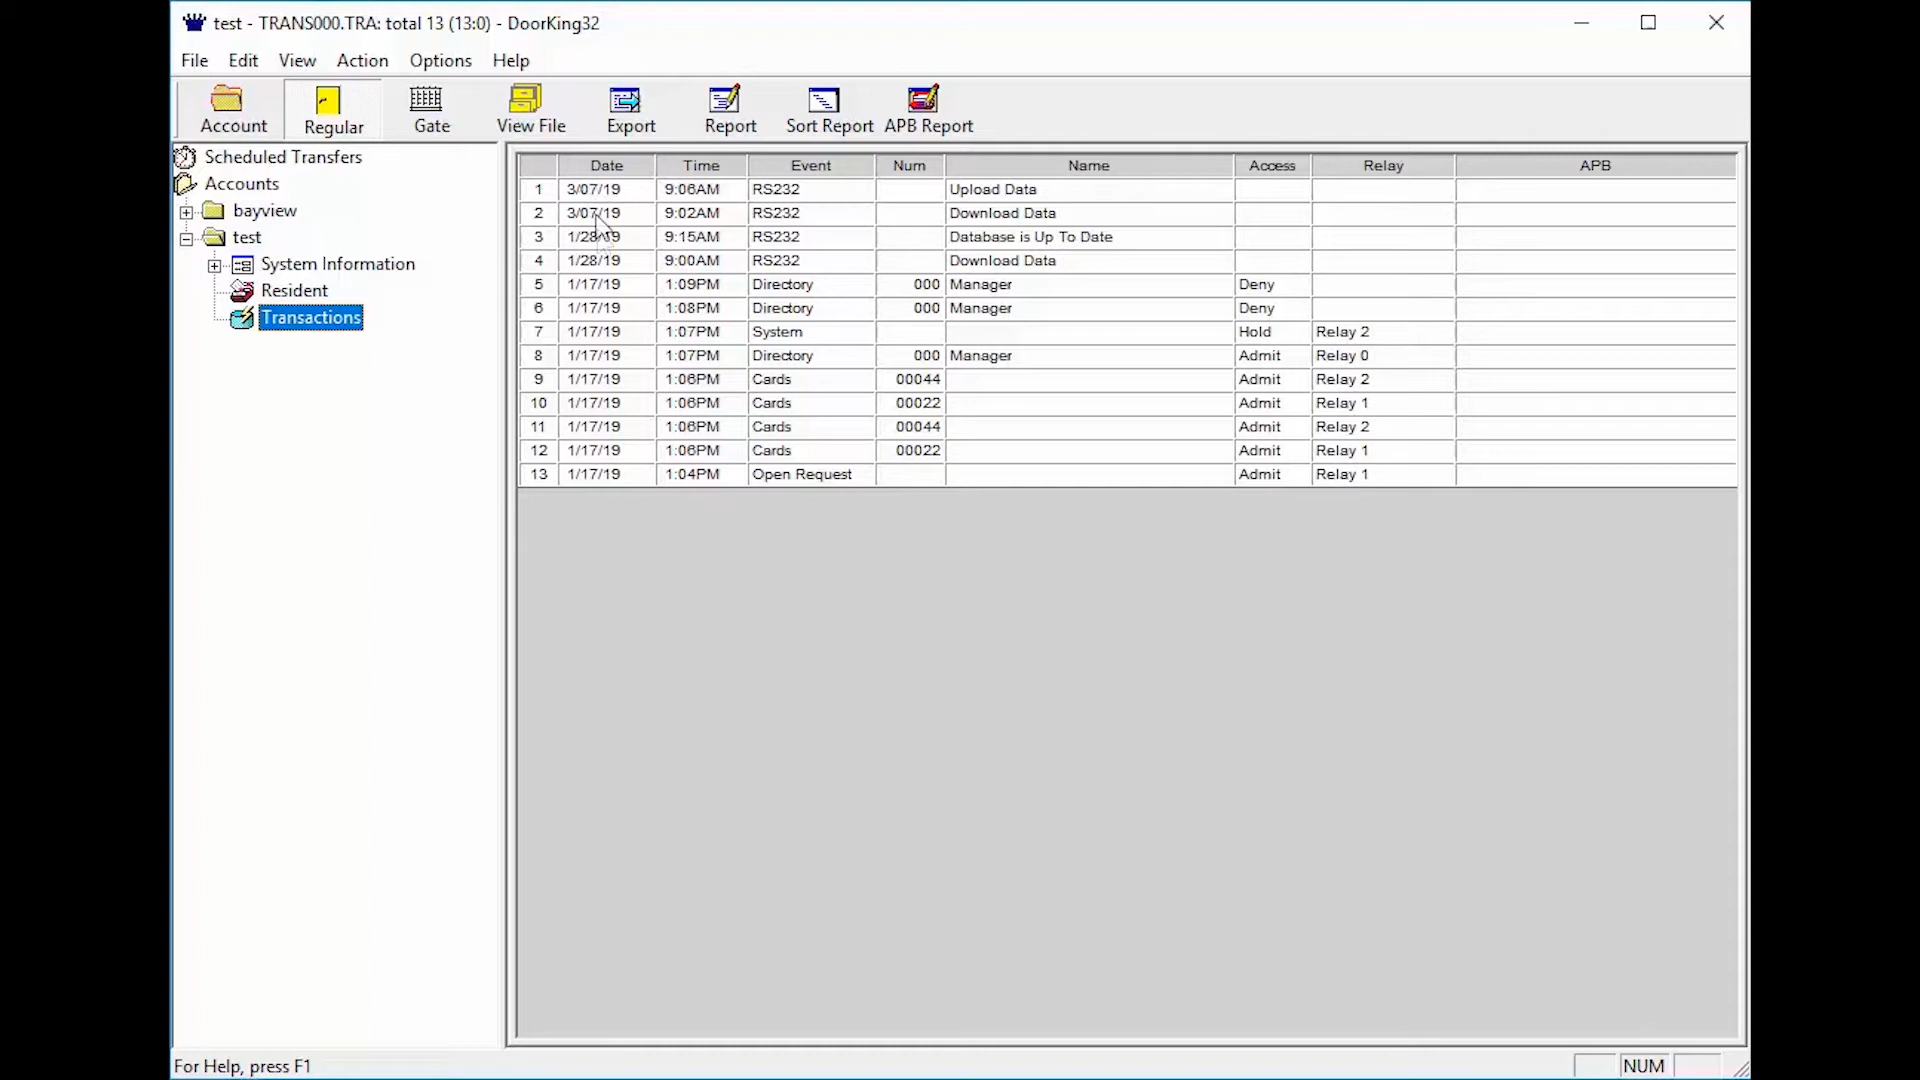 test - TRANS000.TRA: total 13 (13:0) - DoorKing32
File Edit View Action Options Help
Account Regular Gate View File Export Report Sort Report APB Report
Scheduled Transfers
Accounts
bayview
test
System Information
Resident
Transactions
Date Time Event Num Name Access Relay APB
1 3/07/19 9:06AM RS232 Upload Data
2 3/07/19 9:02AM RS232 Download Data
3 1/28/19 9:15AM RS232 Database is Up To Date
4 1/28/19 9:00AM RS232 Download Data
5 1/17/19 1:09PM Directory 000 Manager Deny
6 1/17/19 1:08PM Directory 000 Manager Deny
7 1/17/19 1:07PM System Hold Relay 2
8 1/17/19 1:07PM Directory 000 Manager Admit Relay 0
9 1/17/19 1:06PM Cards 00044 Admit Relay 2
10 1/17/19 1:06PM Cards 00022 Admit Relay 1
11 1/17/19 1:06PM Cards 00044 Admit Relay 2
12 1/17/19 1:06PM Cards 00022 Admit Relay 1
13 1/17/19 1:04PM Open Request Admit Relay 1
For Help, press F1
NUM